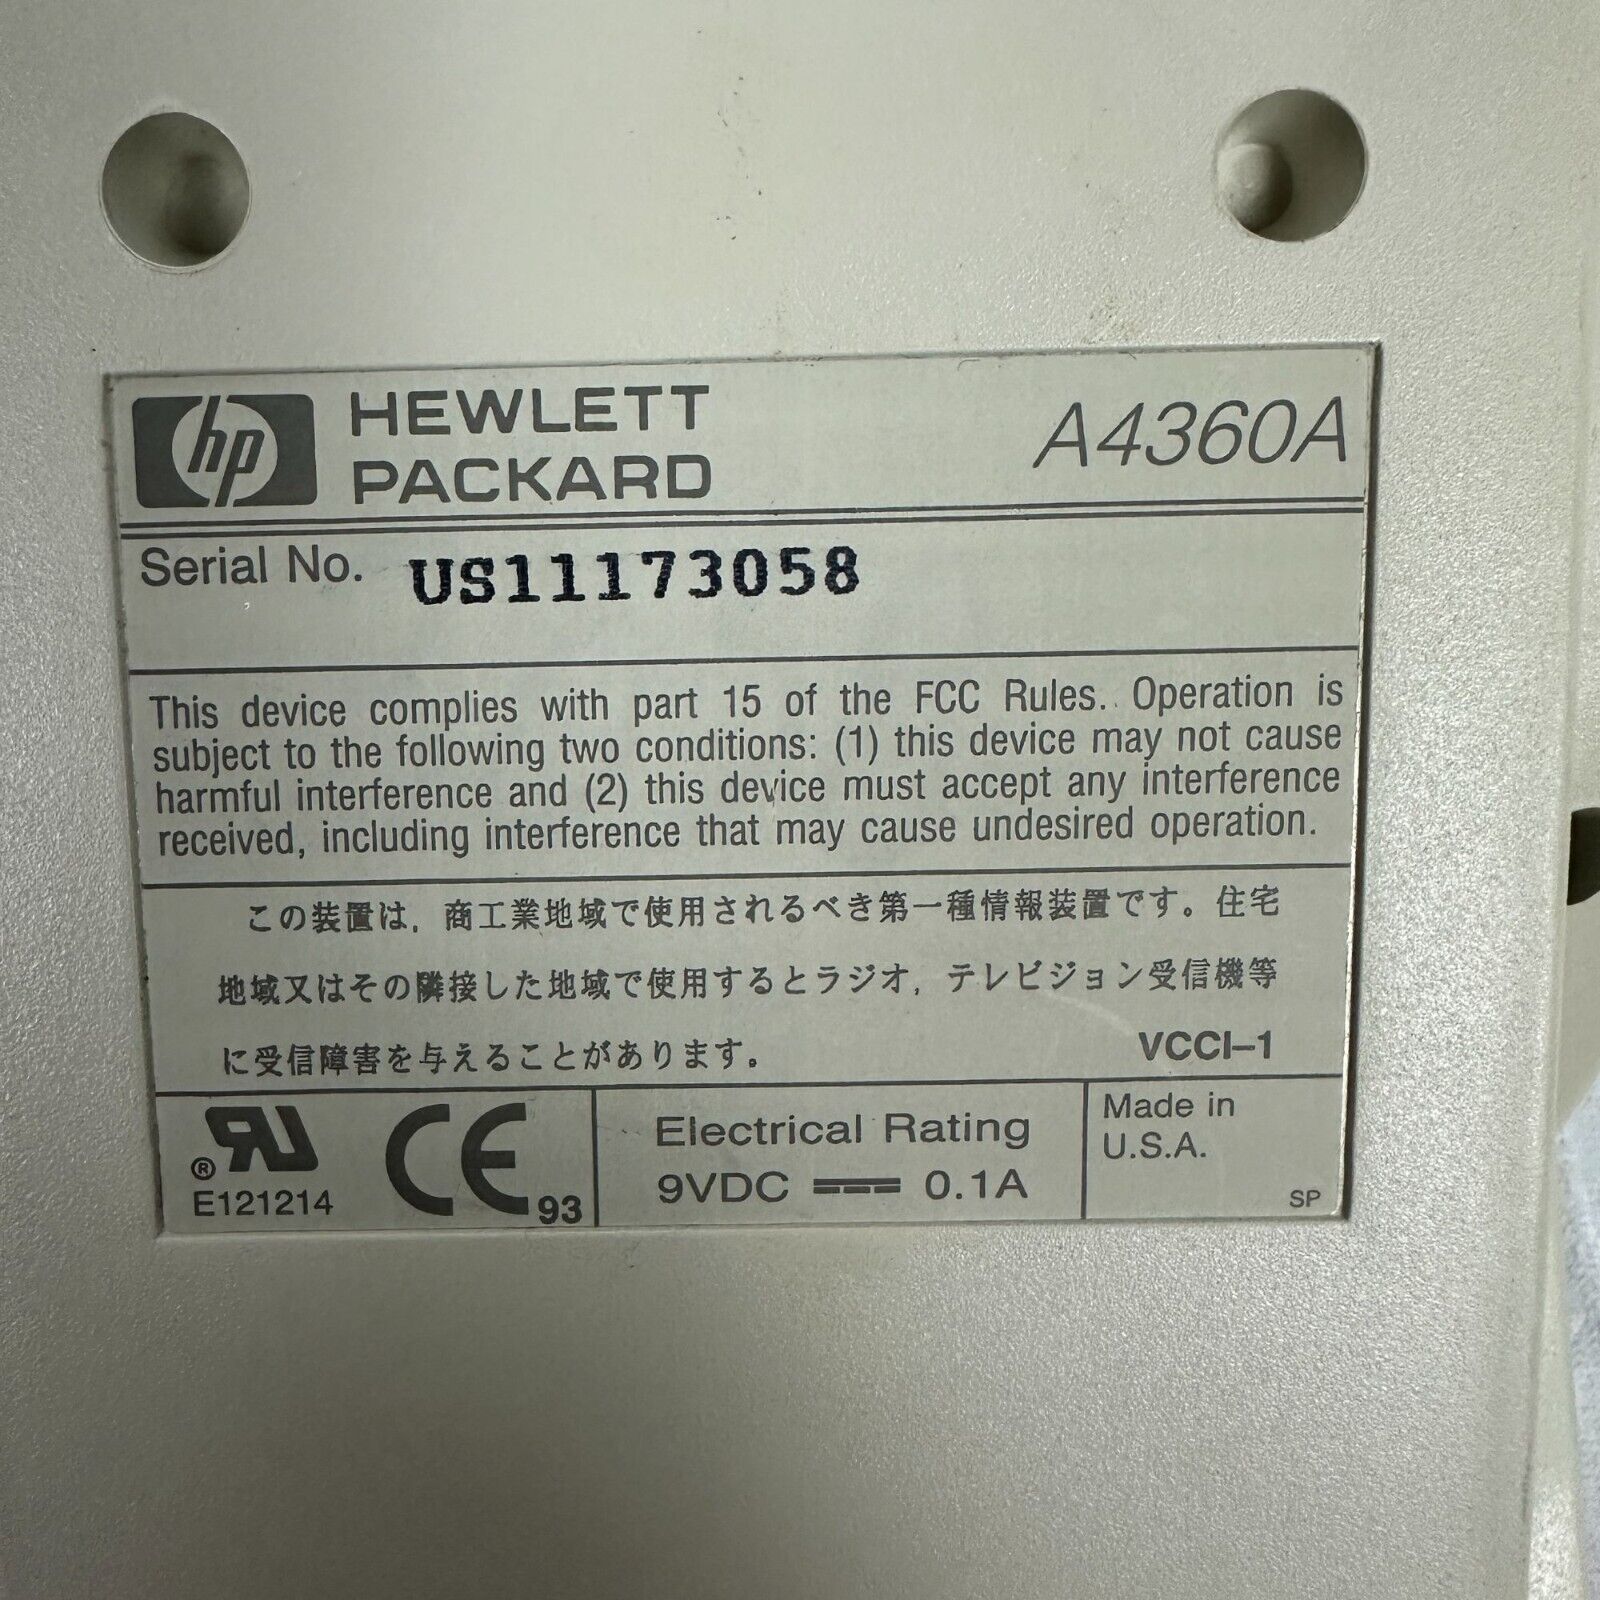 hp HEWLETT PACKARD A4360A
Serial No. US11173058
This device complies with part 15 of the FCC Rules. Operation is
subject to the following two conditions: (1) this device may not cause
harmful interference and (2) this device must accept any interference
received, including interference that may cause undesired operation.
この装置は，商工業地域で使用されるべき第一種情報装置です。住宅
地域又はその隣接した地域で使用するとラジオ，テレビジョン受信機等
に受信障害を与えることがあります。 VCCI–1
® E121214
CE 93
Electrical Rating
9VDC 0.1A
Made in
U.S.A.
SP